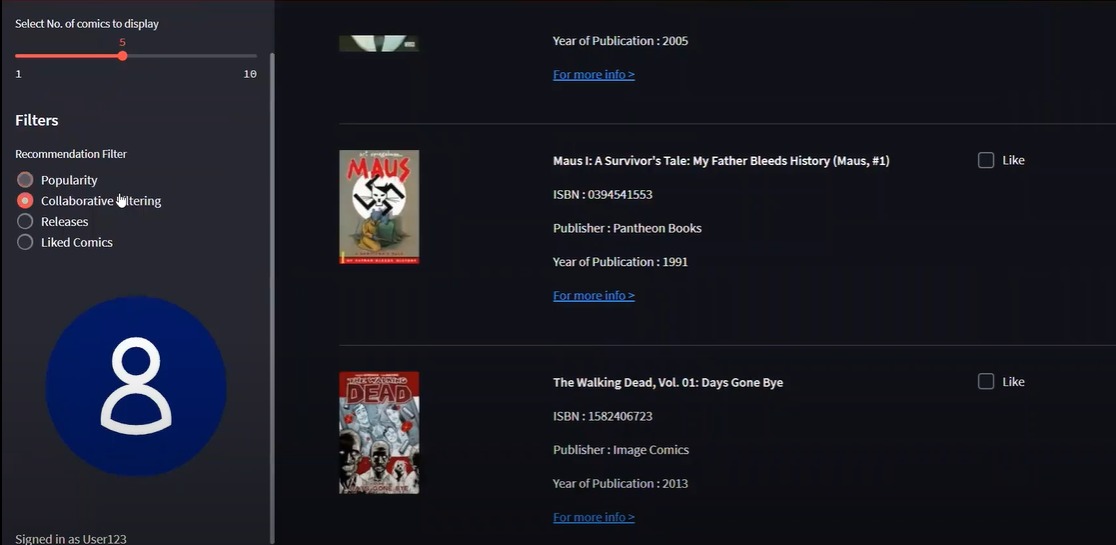 Select No. of comics to display
5
1 10
Filters
Recommendation Filter
Popularity
Collaborative Filtering
Releases
Liked Comics
Signed in as User123
Year of Publication : 2005
For more info >
MAUS
Maus I: A Survivor's Tale: My Father Bleeds History (Maus, #1)
Like
ISBN : 0394541553
Publisher : Pantheon Books
Year of Publication : 1991
For more info >
THE WALKING
DEAD
The Walking Dead, Vol. 01: Days Gone Bye
Like
ISBN : 1582406723
Publisher : Image Comics
Year of Publication : 2013
For more info >